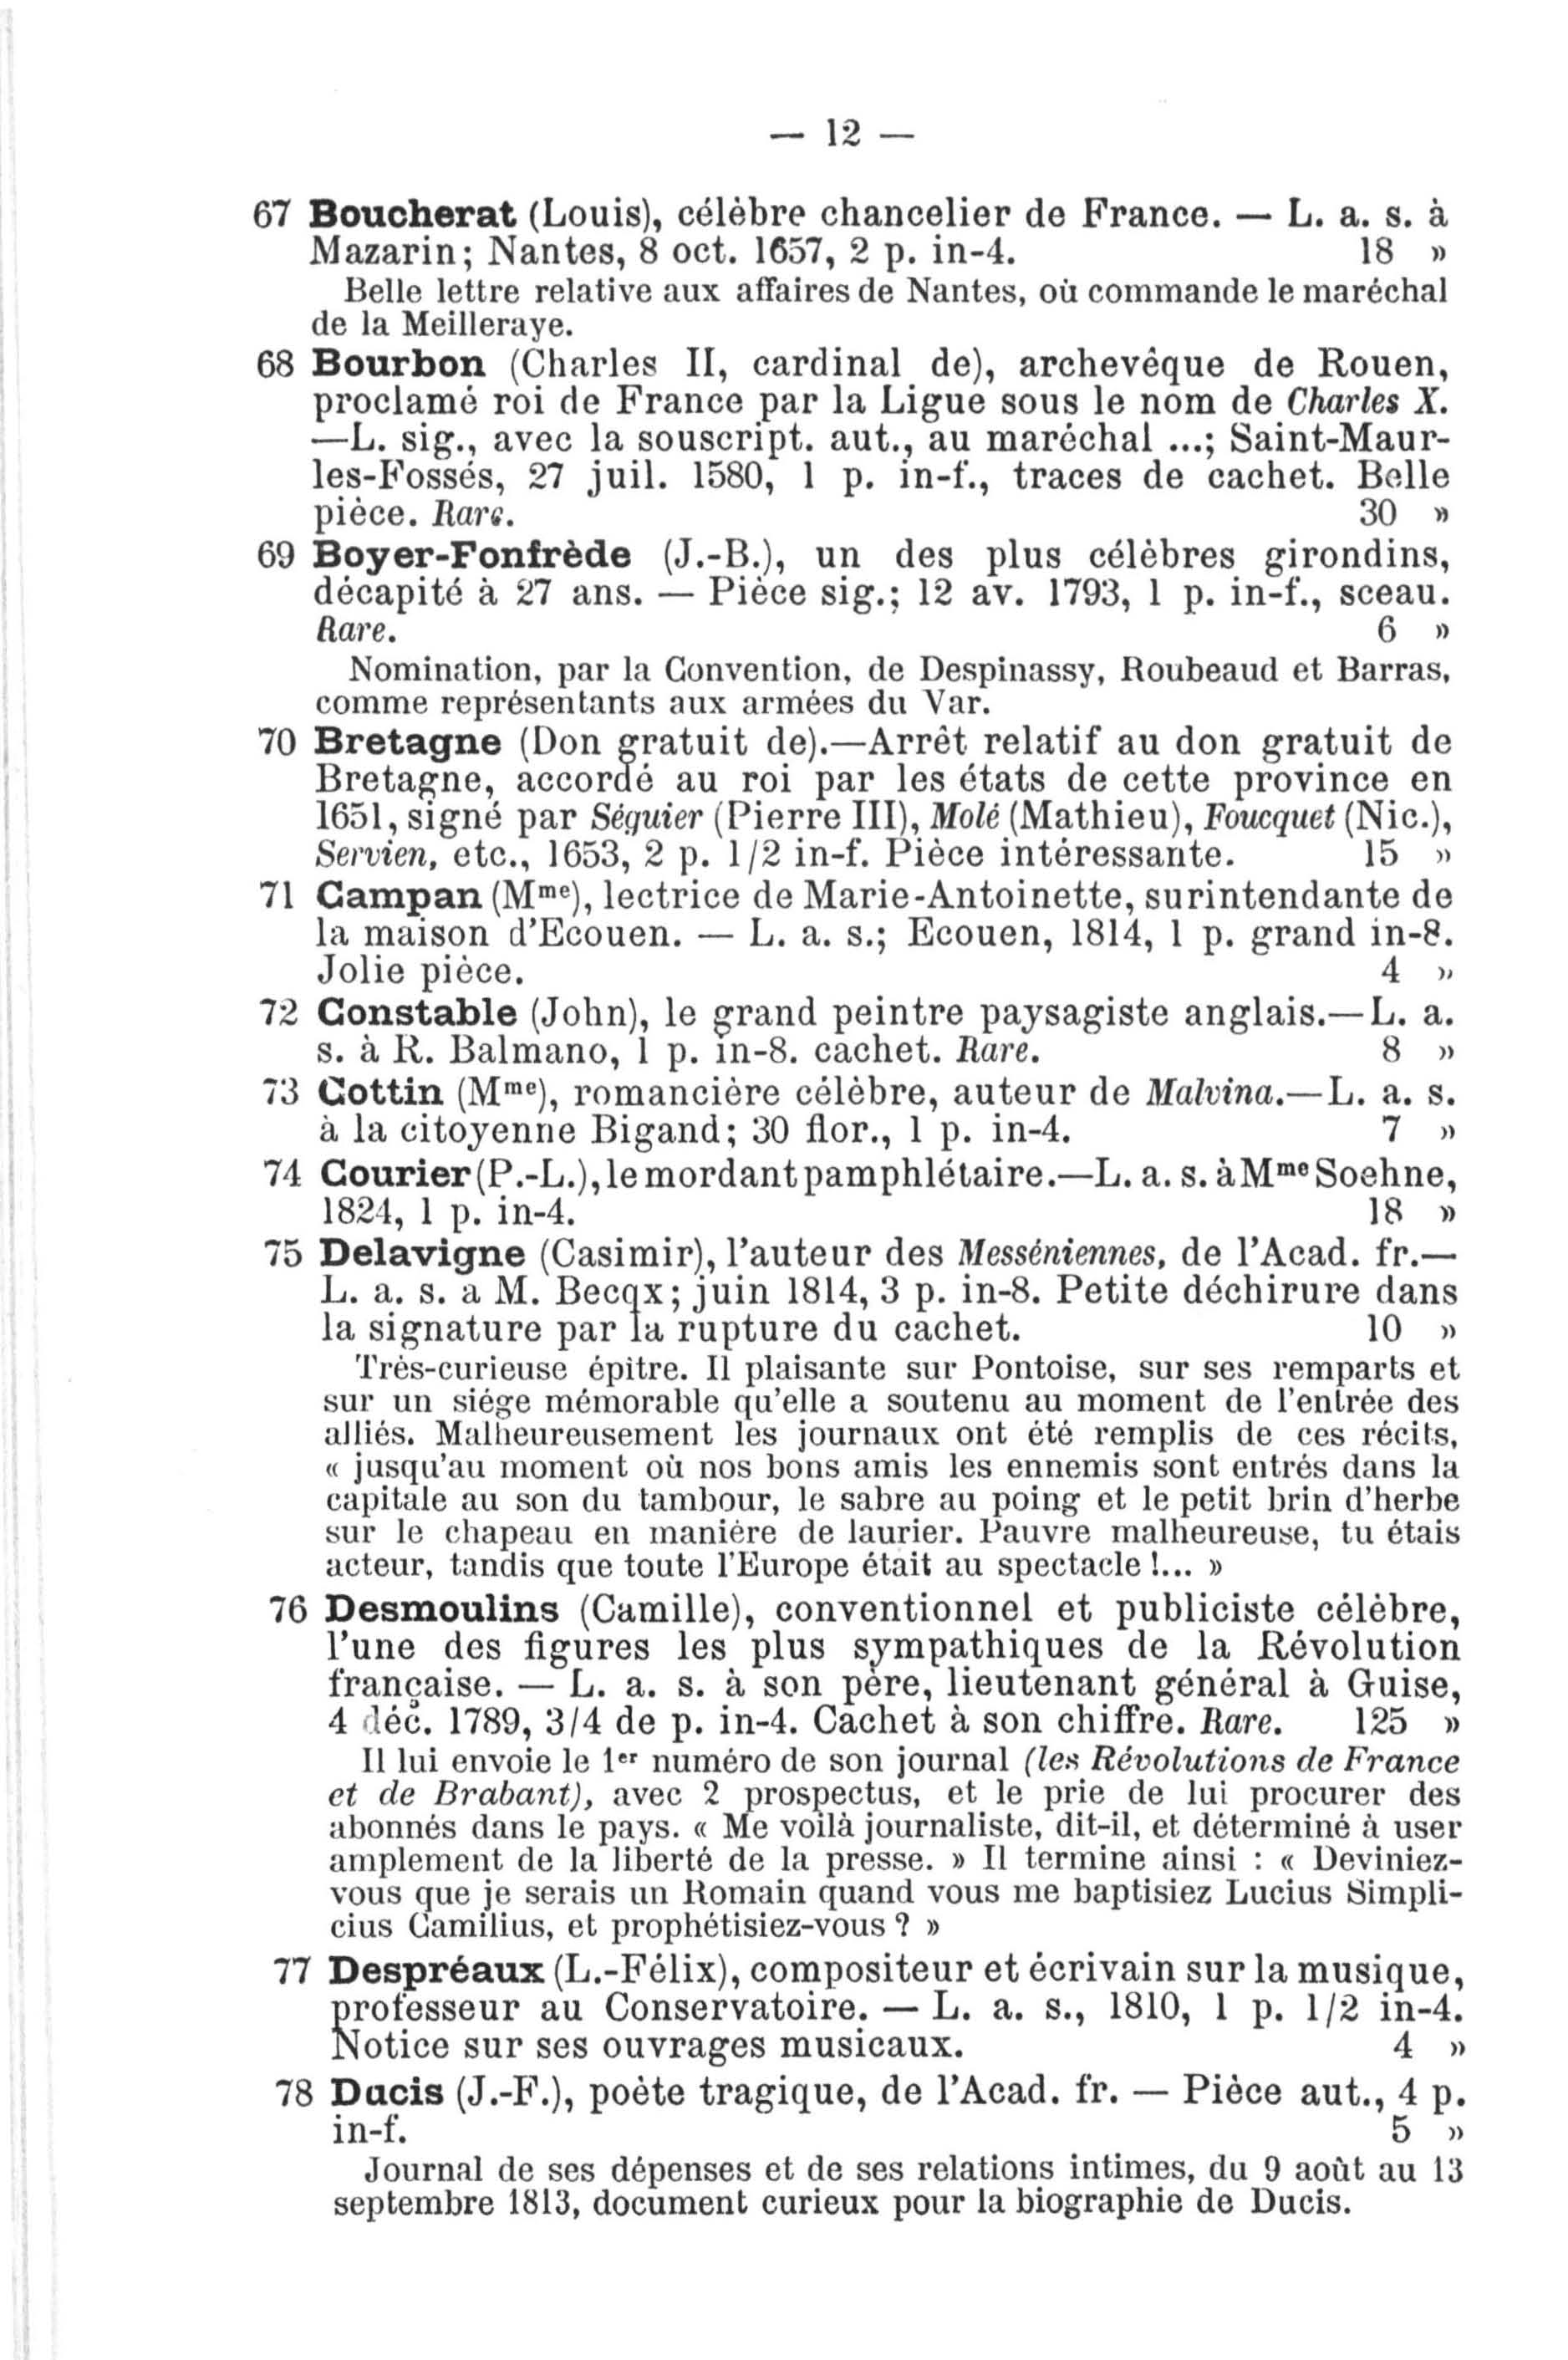 — 12 —
67 Boucherat (Louis), célèbre chancelier de France. — L. a. s. à
Mazarin; Nantes, 8 oct. 1657, 2 p. in-4. 18 »
Belle lettre relative aux affaires de Nantes, où commande le maréchal
de la Meilleraye.
68 Bourbon (Charles II, cardinal de), archevêque de Rouen,
proclamé roi de France par la Ligue sous le nom de Charles X.
—L. sig., avec la souscript. aut., au maréchal ...; Saint-Maur-
les-Fossés, 27 juil. 1580, 1 p. in-f., traces de cachet. Belle
pièce. Rare. 30 »
69 Boyer-Fonfrède (J.-B.), un des plus célèbres girondins,
décapité à 27 ans. — Pièce sig.; 12 av. 1793, 1 p. in-f., sceau.
Rare. 6 »
Nomination, par la Convention, de Despinassy, Roubeaud et Barras,
comme représentants aux armées du Var.
70 Bretagne (Don gratuit de).—Arrêt relatif au don gratuit de
Bretagne, accordé au roi par les états de cette province en
1651, signé par Séguier (Pierre III), Molé (Mathieu), Foucquet (Nic.),
Servien, etc., 1653, 2 p. 1/2 in-f. Pièce intéressante. 15 »
71 Campan (Mme), lectrice de Marie-Antoinette, surintendante de
la maison d'Ecouen. — L. a. s.; Ecouen, 1814, 1 p. grand in-8.
Jolie pièce. 4 »
72 Constable (John), le grand peintre paysagiste anglais.—L. a.
s. à R. Balmano, 1 p. in-8. cachet. Rare. 8 »
73 Cottin (Mme), romancière célèbre, auteur de Malvina.—L. a. s.
à la citoyenne Bigand; 30 flor., 1 p. in-4. 7 »
74 Courier (P.-L.), le mordant pamphlétaire.—L. a. s. à Mme Soehne,
1824, 1 p. in-4. 18 »
75 Delavigne (Casimir), l'auteur des Messéniennes, de l'Acad. fr.—
L. a. s. a M. Becqx; juin 1814, 3 p. in-8. Petite déchirure dans
la signature par la rupture du cachet. 10 »
Très-curieuse épitre. Il plaisante sur Pontoise, sur ses remparts et
sur un siége mémorable qu'elle a soutenu au moment de l'entrée des
alliés. Malheureusement les journaux ont été remplis de ces récits,
« jusqu'au moment où nos bons amis les ennemis sont entrés dans la
capitale au son du tambour, le sabre au poing et le petit brin d'herbe
sur le chapeau en manière de laurier. Pauvre malheureuse, tu étais
acteur, tandis que toute l'Europe était au spectacle !... »
76 Desmoulins (Camille), conventionnel et publiciste célèbre,
l'une des figures les plus sympathiques de la Révolution
française. — L. a. s. à son père, lieutenant général à Guise,
4 déc. 1789, 3/4 de p. in-4. Cachet à son chiffre. Rare. 125 »
Il lui envoie le 1er numéro de son journal (les Révolutions de France
et de Brabant), avec 2 prospectus, et le prie de lui procurer des
abonnés dans le pays. « Me voilà journaliste, dit-il, et déterminé à user
amplement de la liberté de la presse. » Il termine ainsi : « Deviniez-
vous que je serais un Romain quand vous me baptisiez Lucius Simpli-
cius Camilius, et prophétisiez-vous ? »
77 Despréaux (L.-Félix), compositeur et écrivain sur la musique,
professeur au Conservatoire. — L. a. s., 1810, 1 p. 1/2 in-4.
Notice sur ses ouvrages musicaux. 4 »
78 Ducis (J.-F.), poète tragique, de l'Acad. fr. — Pièce aut., 4 p.
in-f. 5 »
Journal de ses dépenses et de ses relations intimes, du 9 août au 13
septembre 1813, document curieux pour la biographie de Ducis.